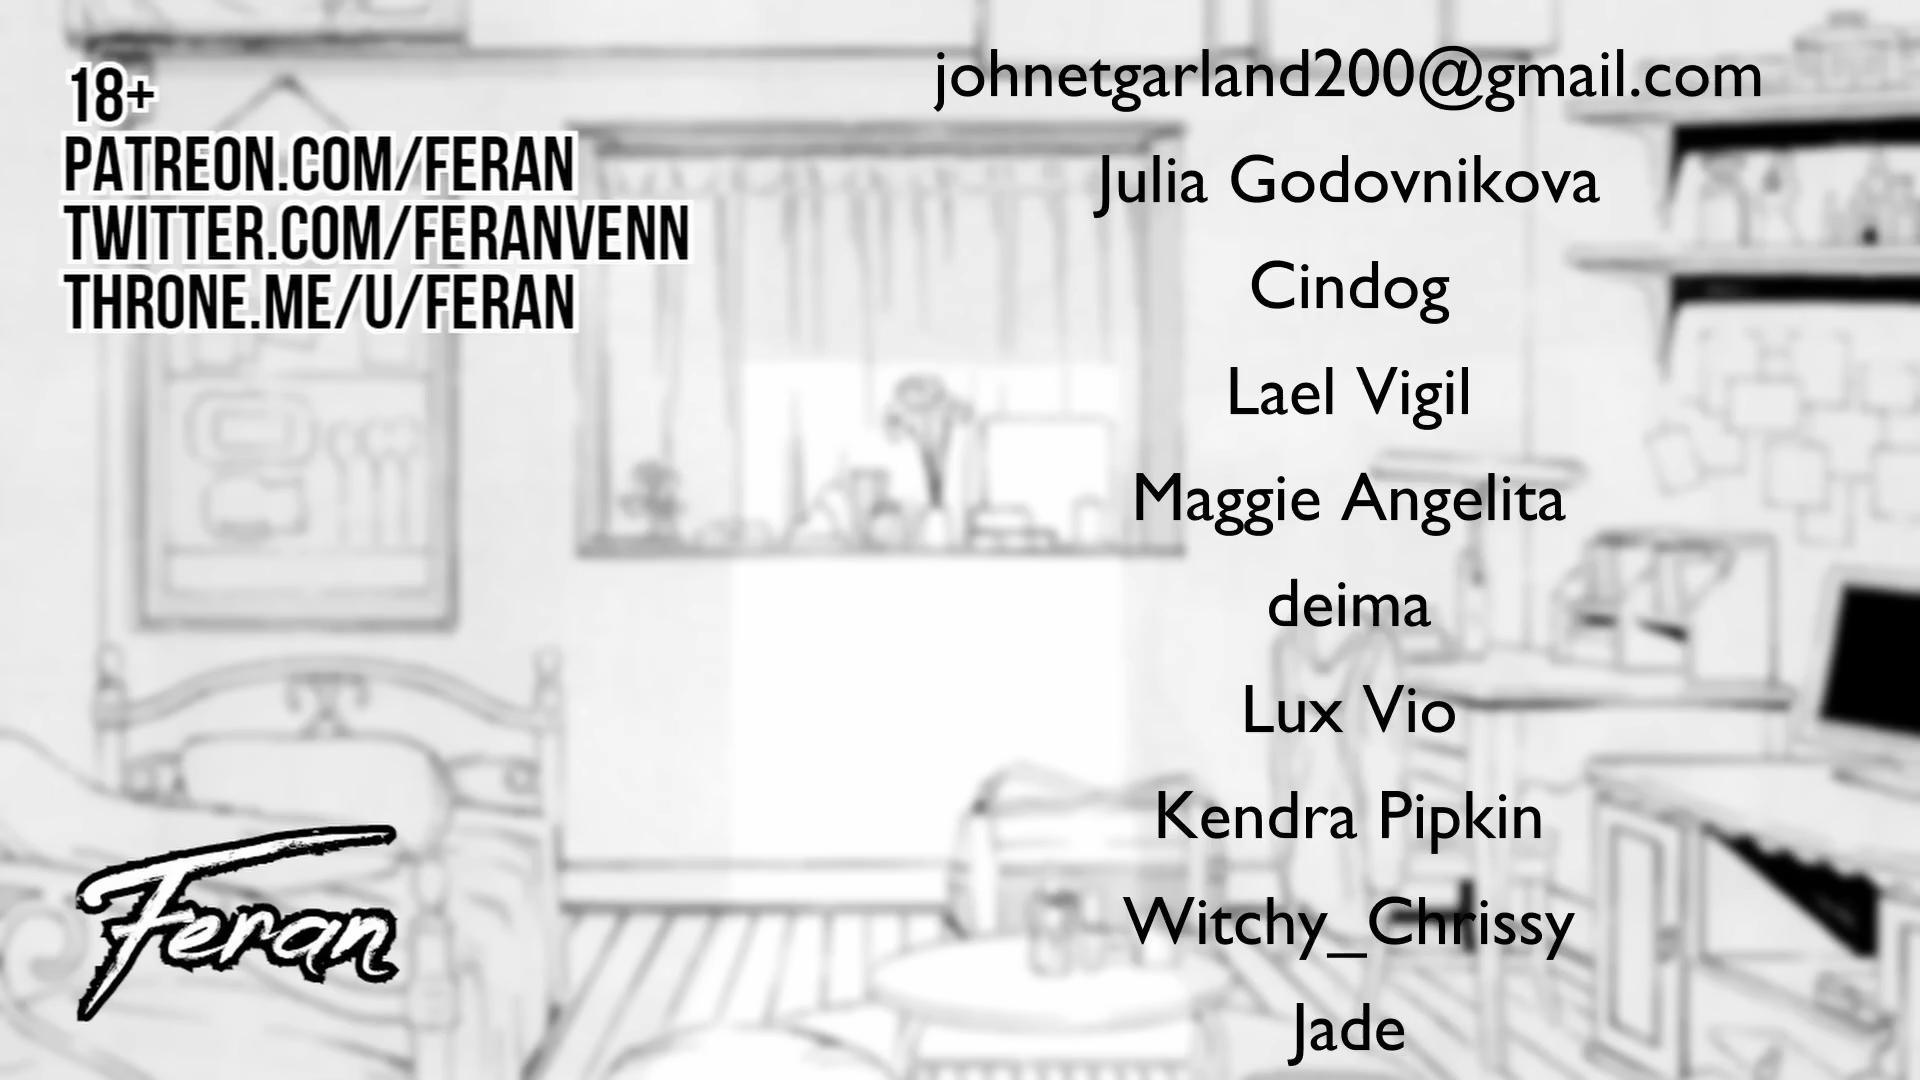 18+
PATREON.COM/FERAN
TWITTER.COM/FERANVENN
THRONE.ME/U/FERAN
Feran
johnetgarland200@gmail.com
Julia Godovnikova
Cindog
Lael Vigil
Maggie Angelita
deima
Lux Vio
Kendra Pipkin
Witchy_Chrissy
Jade